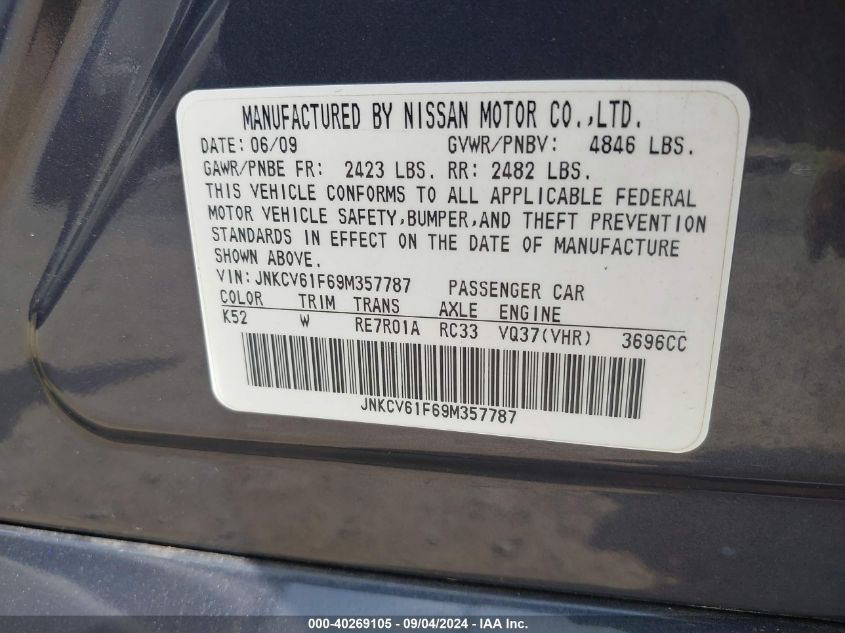 MANUFACTURED BY NISSAN MOTOR CO.,LTD.
DATE: 06/09 GVWR/PNBV: 4846 LBS.
GAWR/PNBE FR: 2423 LBS. RR: 2482 LBS.
THIS VEHICLE CONFORMS TO ALL APPLICABLE FEDERAL
MOTOR VEHICLE SAFETY,BUMPER,AND THEFT PREVENTION
STANDARDS IN EFFECT ON THE DATE OF MANUFACTURE
SHOWN ABOVE.
VIN:JNKCV61F69M357787 PASSENGER CAR
COLOR TRIM TRANS AXLE ENGINE
K52 W RE7R01A RC33 VQ37(VHR) 3696CC
JNKCV61F69M357787
000-40269105 - 09/04/2024 - IAA Inc.